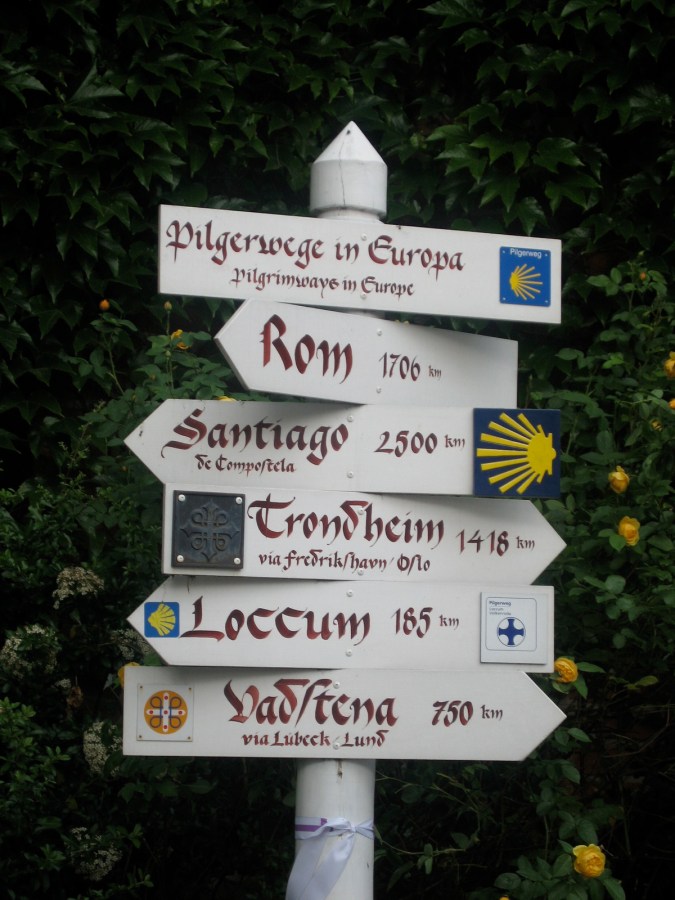 Pilgerwege in Europa
Pilgrimways in Europe
Pilgerweg
Rom 1706 km
Santiago 2500 km
de Compostela
Trondheim 1418 km
via Fredrikshavn/Oslo
Loccum 185 km
Pilgerweg
Vadstena 750 km
via Lübeck/Lund